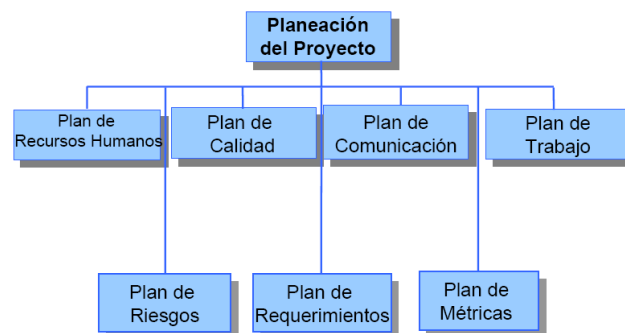 Planeación
del Proyecto
Plan de
Recursos Humanos
Plan de
Calidad
Plan de
Comunicación
Plan de
Trabajo
Plan de
Riesgos
Plan de
Requerimientos
Plan de
Métricas